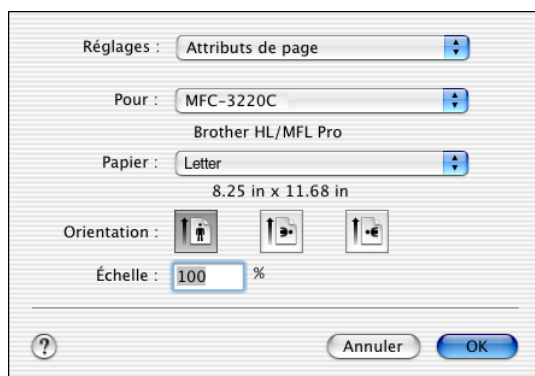 Réglages : Attributs de page
Pour : MFC-3220C
Brother HL/MFL Pro
Papier : Letter
8.25 in x 11.68 in
Orientation :
Échelle : 100 %
? Annuler OK